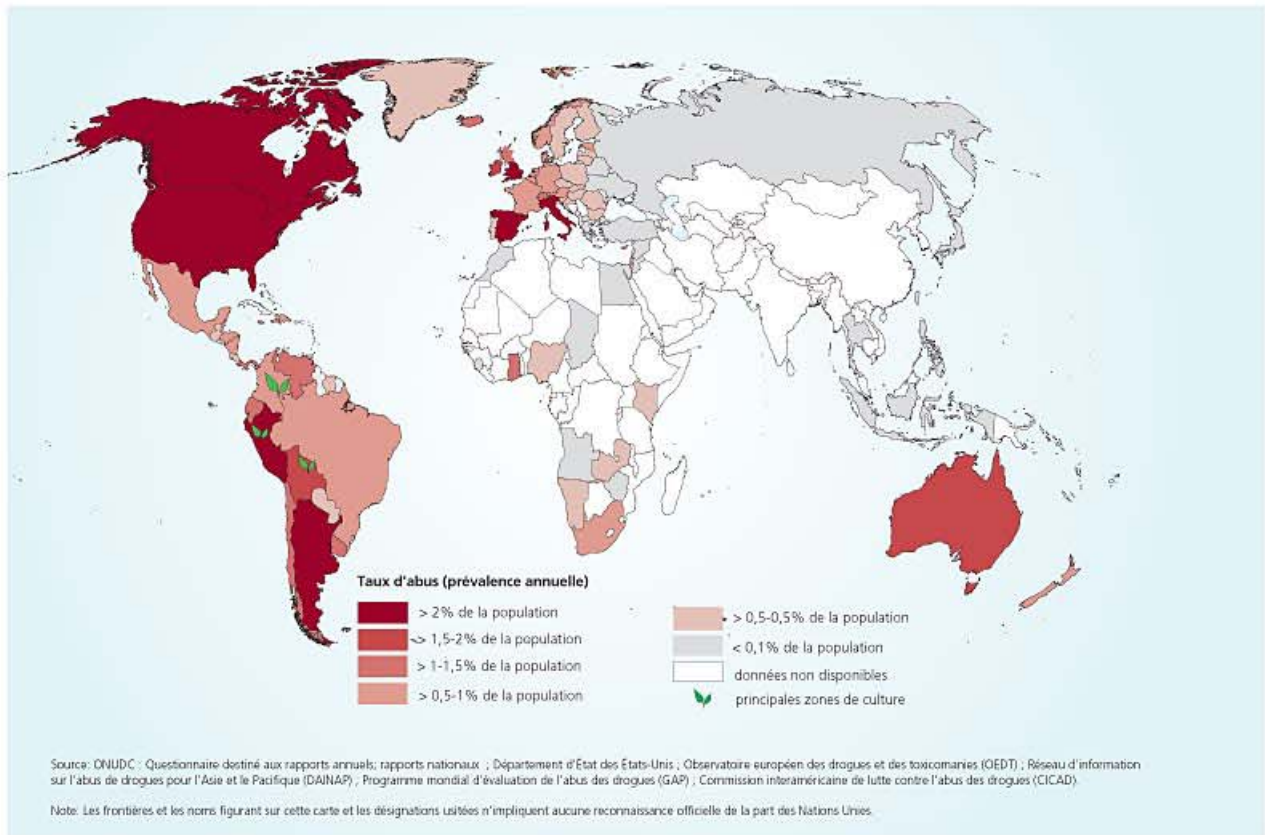 Taux d'abus (prévalence annuelle)
> 2% de la population
> 1,5-2% de la population
> 1-1,5% de la population
> 0,5-1% de la population
> 0,5-0,5% de la population
< 0,1% de la population
données non disponibles
principales zones de culture
Source: ONUDC : Questionnaire destiné aux rapports annuels; rapports nationaux ; Département d'État des États-Unis ; Observatoire européen des drogues et des toxicomanies (OEDT) ; Réseau d'information
sur l'abus de drogues pour l'Asie et le Pacifique (DAINAP) ; Programme mondial d'évaluation de l'abus des drogues (GAP) ; Commission interaméricaine de lutte contre l'abus des drogues (CICAD).
Note: Les frontières et les noms figurant sur cette carte et les désignations usitées n'impliquent aucune reconnaissance officielle de la part des Nations Unies.